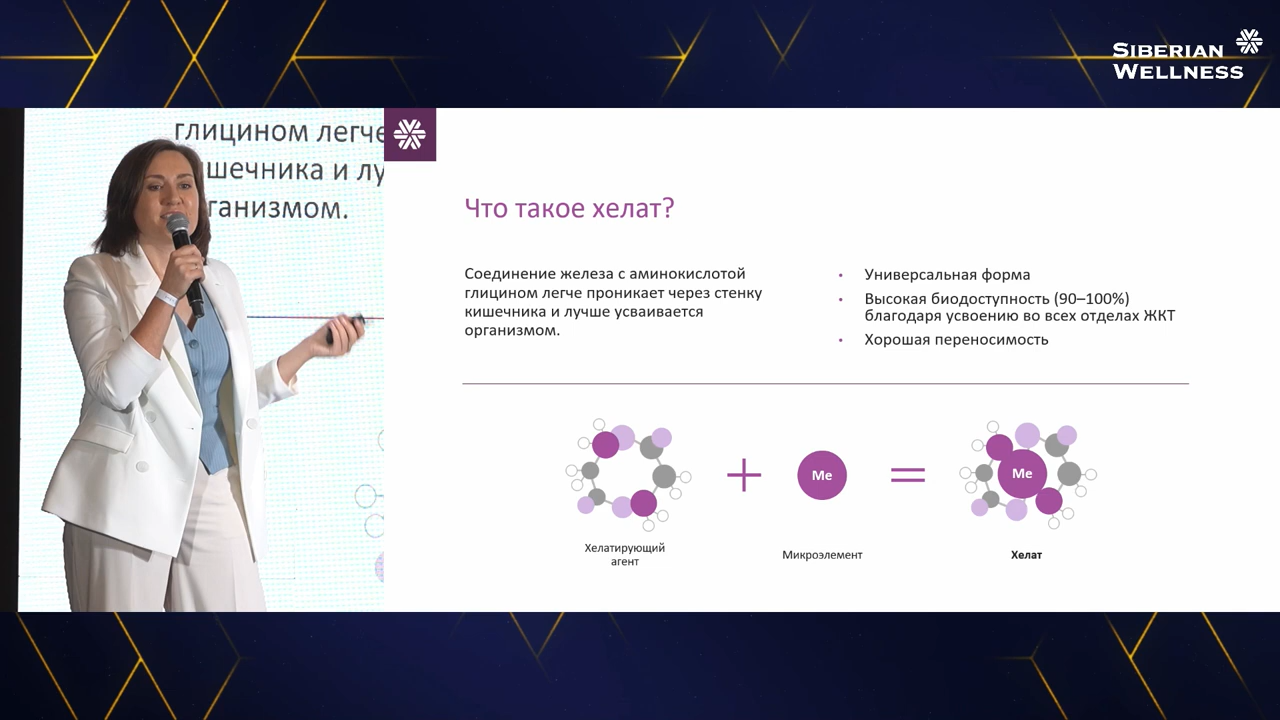 SIBERIAN
WELLNESS
глицином легче
ишечника и лу
ганизмом.
Что такое хелат?
Соединение железа с аминокислотой
глицином легче проникает через стенку
кишечника и лучше усваивается
организмом.
• Универсальная форма
• Высокая биодоступность (90–100%)
благодаря усвоению во всех отделах ЖКТ
• Хорошая переносимость
Me
Me
Хелатирующий
агент
Микроэлемент
Хелат